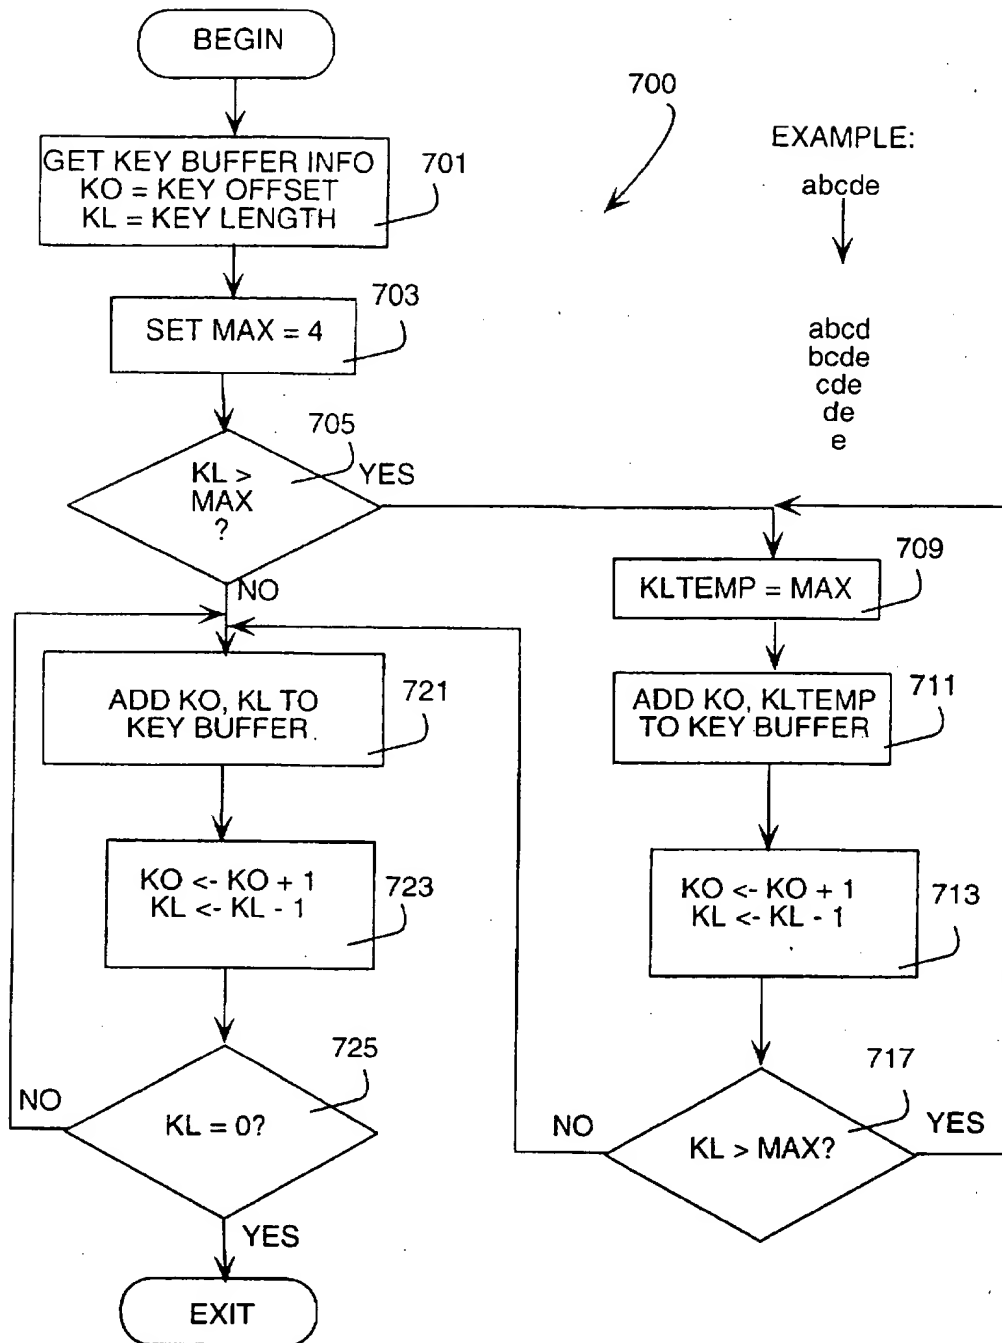 BEGIN
700
EXAMPLE:
abcde
GET KEY BUFFER INFO
KO = KEY OFFSET
KL = KEY LENGTH
701
SET MAX = 4
703
abcd
bcde
cde
de
e
KL >
MAX
?
705
YES
NO
KLTEMP = MAX
709
ADD KO, KL TO
KEY BUFFER
721
ADD KO, KLTEMP
TO KEY BUFFER
711
KO <- KO + 1
KL <- KL - 1
723
KO <- KO + 1
KL <- KL - 1
713
KL = 0?
725
NO
YES
KL > MAX?
717
NO
YES
EXIT